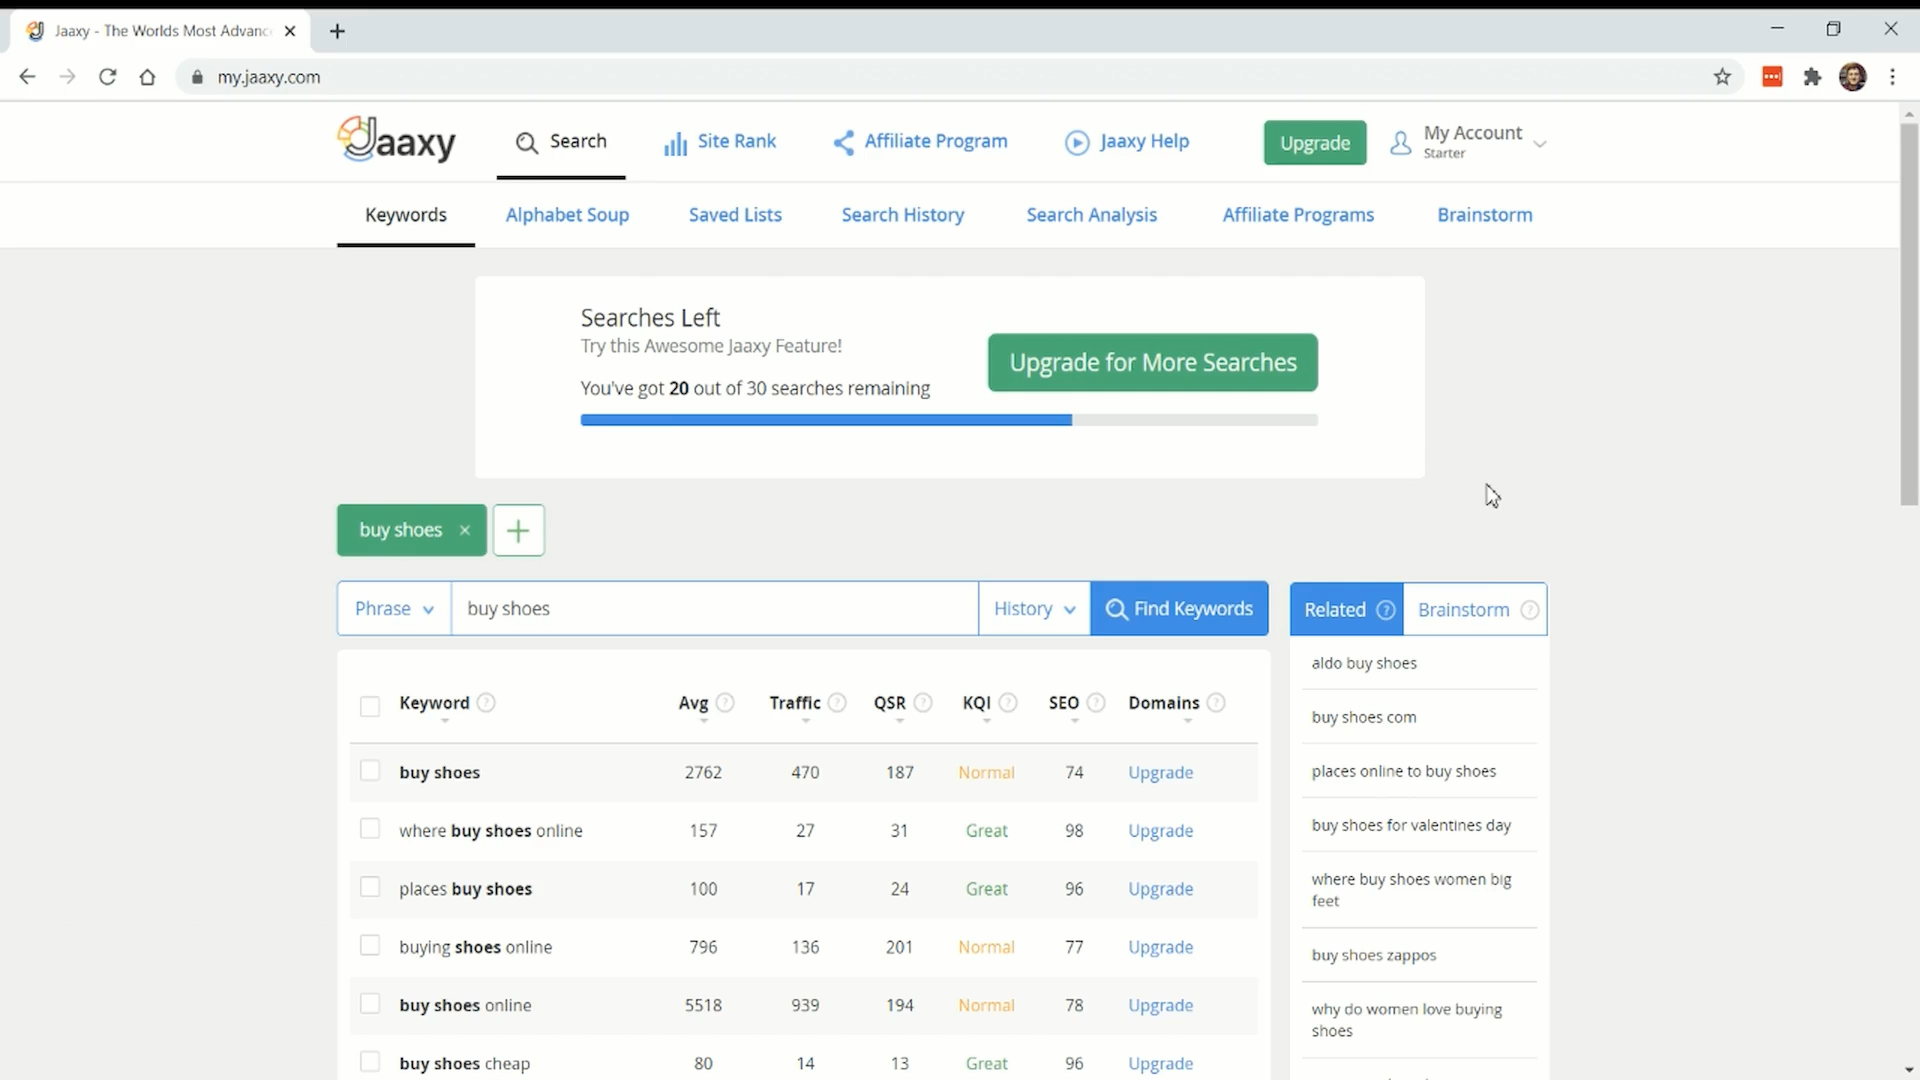 Jaaxy - The Worlds Most Advanc
my.jaaxy.com
Jaaxy
Search
Site Rank
Affiliate Program
Jaaxy Help
Upgrade
My Account
Starter
Keywords
Alphabet Soup
Saved Lists
Search History
Search Analysis
Affiliate Programs
Brainstorm
Searches Left
Try this Awesome Jaaxy Feature!
You've got 20 out of 30 searches remaining
Upgrade for More Searches
buy shoes ×
+
Phrase
buy shoes
History
Find Keywords
Keyword ? Avg ? Traffic ? QSR ? KQI ? SEO ? Domains ?
buy shoes 2762 470 187 Normal 74 Upgrade
where buy shoes online 157 27 31 Great 98 Upgrade
places buy shoes 100 17 24 Great 96 Upgrade
buying shoes online 796 136 201 Normal 77 Upgrade
buy shoes online 5518 939 194 Normal 78 Upgrade
buy shoes cheap 80 14 13 Great 96 Upgrade
Related ? Brainstorm ?
aldo buy shoes
buy shoes com
places online to buy shoes
buy shoes for valentines day
where buy shoes women big
feet
buy shoes zappos
why do women love buying
shoes